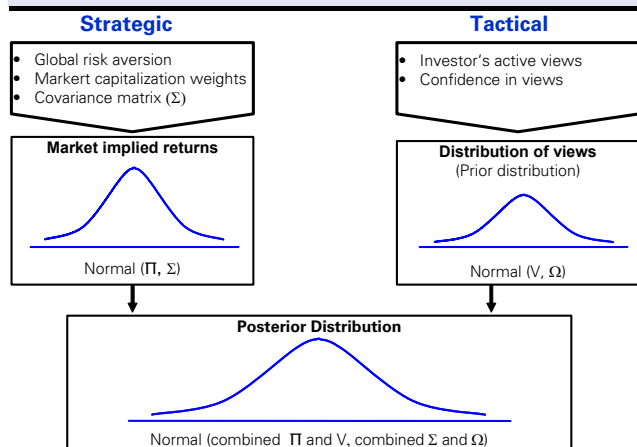 Strategic
• Global risk aversion
• Markert capitalization weights
• Covariance matrix (Σ)
Market implied returns
Normal (Π, Σ)
Tactical
• Investor's active views
• Confidence in views
Distribution of views
(Prior distribution)
Normal (V, Ω)
Posterior Distribution
Normal (combined Π and V, combined Σ and Ω)